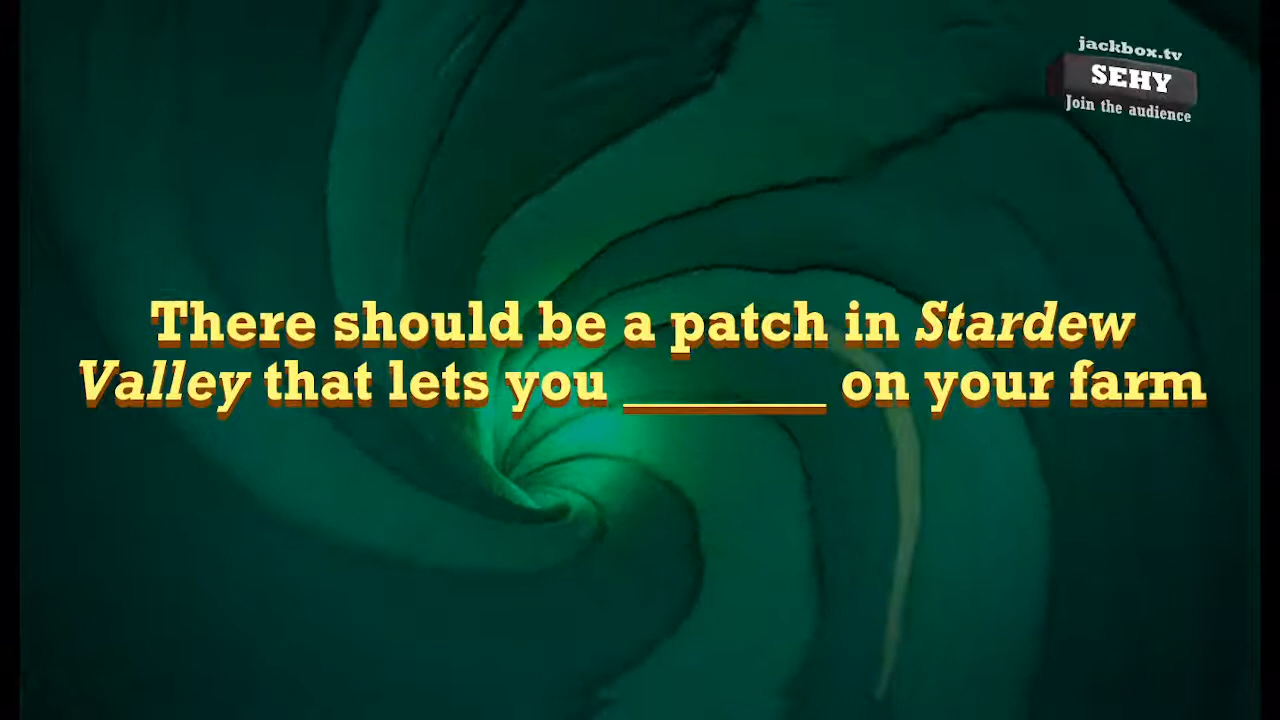 jackbox.tv
SEHY
Join the audience
There should be a patch in Stardew
Valley that lets you ________ on your farm